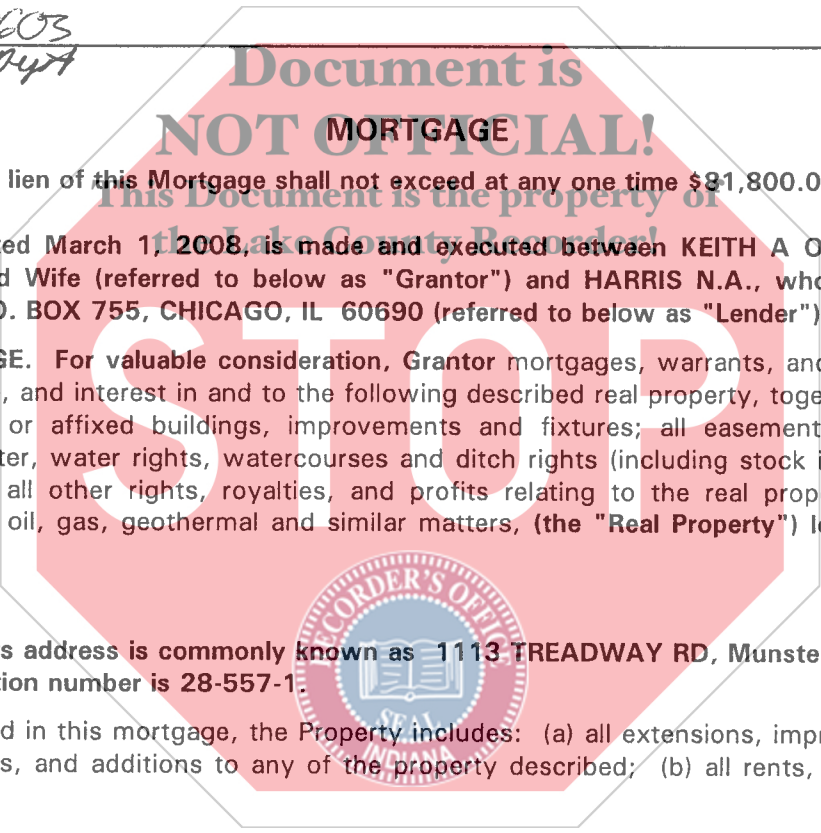 603
Document is
NOT OFFICIAL!
MORTGAGE
lien of this Mortgage shall not exceed at any one time $81,800.0
This Document is the property of
the Lake County Recorder!
ed March 1, 2008, is made and executed between KEITH A O
d Wife (referred to below as "Grantor") and HARRIS N.A., who
O. BOX 755, CHICAGO, IL 60690 (referred to below as "Lender")
GE. For valuable consideration, Grantor mortgages, warrants, and
, and interest in and to the following described real property, toge
or affixed buildings, improvements and fixtures; all easement
ter, water rights, watercourses and ditch rights (including stock i
all other rights, royalties, and profits relating to the real prop
oil, gas, geothermal and similar matters, (the "Real Property") l
STOP
RECORDER'S OFFICE
s address is commonly known as 1113 TREADWAY RD, Munste
tion number is 28-557-1.
SEAL
INDIANA
d in this mortgage, the Property includes: (a) all extensions, impr
s, and additions to any of the property described; (b) all rents,